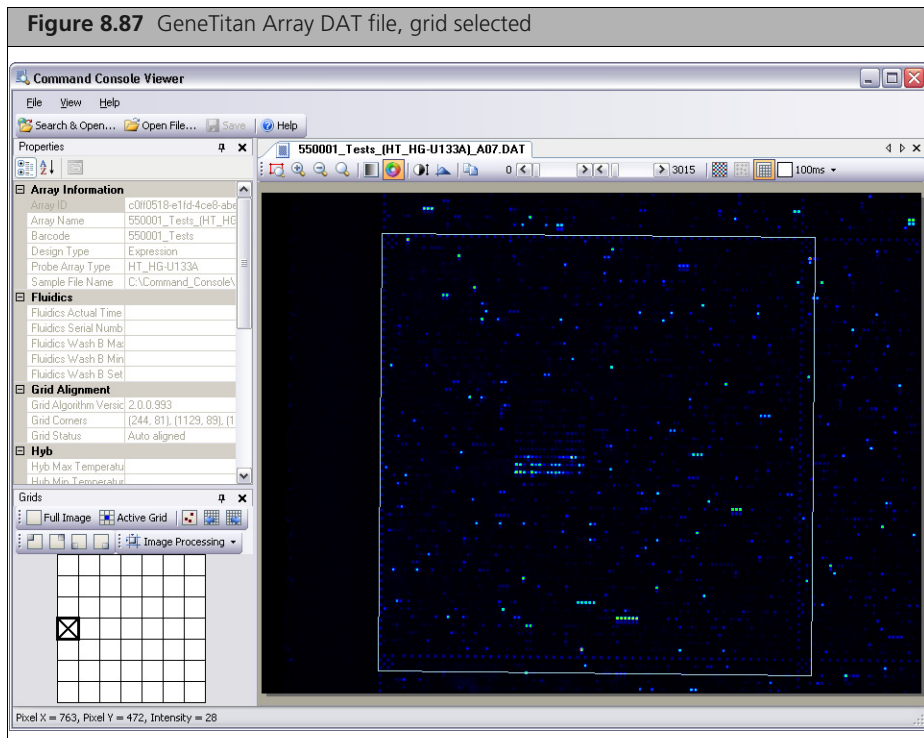 Figure 8.87 GeneTitan Array DAT file, grid selected
Command Console Viewer
File View Help
Search & Open... Open File... Save Help
Properties
550001_Tests_(HT_HG-U133A)_A07.DAT
0 3015 100ms
Array Information
Array ID c0ff0518-e1fd-4ce8-abe
Array Name 550001_Tests_(HT_HG
Barcode 550001_Tests
Design Type Expression
Probe Array Type HT_HG-U133A
Sample File Name C:\Command_Console\
Fluidics
Fluidics Actual Time
Fluidics Serial Numb
Fluidics Wash B Ma
Fluidics Wash B Min
Fluidics Wash B Set
Grid Alignment
Grid Algorithm Versic 2.0.0.993
Grid Corners (244, 81), (1129, 89), (1
Grid Status Auto aligned
Hyb
Hyb Max Temperatu
Hyb Min Temperatur
Grids
Full Image Active Grid
Image Processing
Pixel X = 763, Pixel Y = 472, Intensity = 28